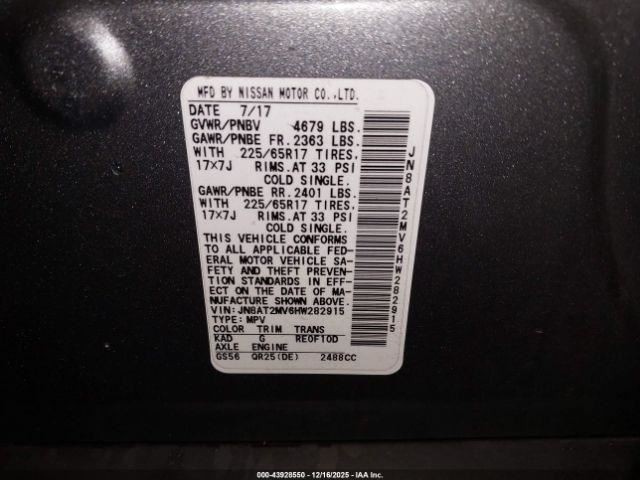 MFD BY NISSAN MOTOR CO.,LTD.
DATE 7/17
GVWR/PNBV 4679 LBS.
GAWR/PNBE FR. 2363 LBS.
WITH 225/65R17 TIRES,
17×7J RIMS. AT 33 PSI
COLD SINGLE.
GAWR/PNBE RR. 2401 LBS.
WITH 225/65R17 TIRES,
17×7J RIMS. AT 33 PSI
COLD SINGLE.
THIS VEHICLE CONFORMS
TO ALL APPLICABLE FED-
ERAL MOTOR VEHICLE SA-
FETY AND THEFT PREVEN-
TION STANDARDS IN EFF-
ECT ON THE DATE OF MA-
NUFACTURE SHOWN ABOVE.
VIN: JN8AT2MV6HW282915
TYPE: MPV
COLOR TRIM TRANS
KAD G RE0F10D
AXLE ENGINE
GS56 QR25(DE) 2488CC
JN8AT2MV6HW282915
000-43928550 - 12/16/2025 - IAA Inc.